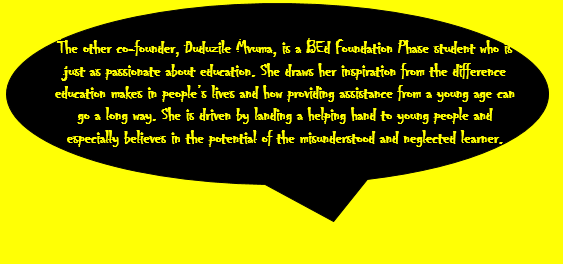 The other co-founder, Duduzile Mvuma, is a BEd Foundation Phase student who is
just as passionate about education. She draws her inspiration from the difference
education makes in people's lives and how providing assistance from a young age can
go a long way. She is driven by landing a helping hand to young people and
especially believes in the potential of the misunderstood and neglected learner.